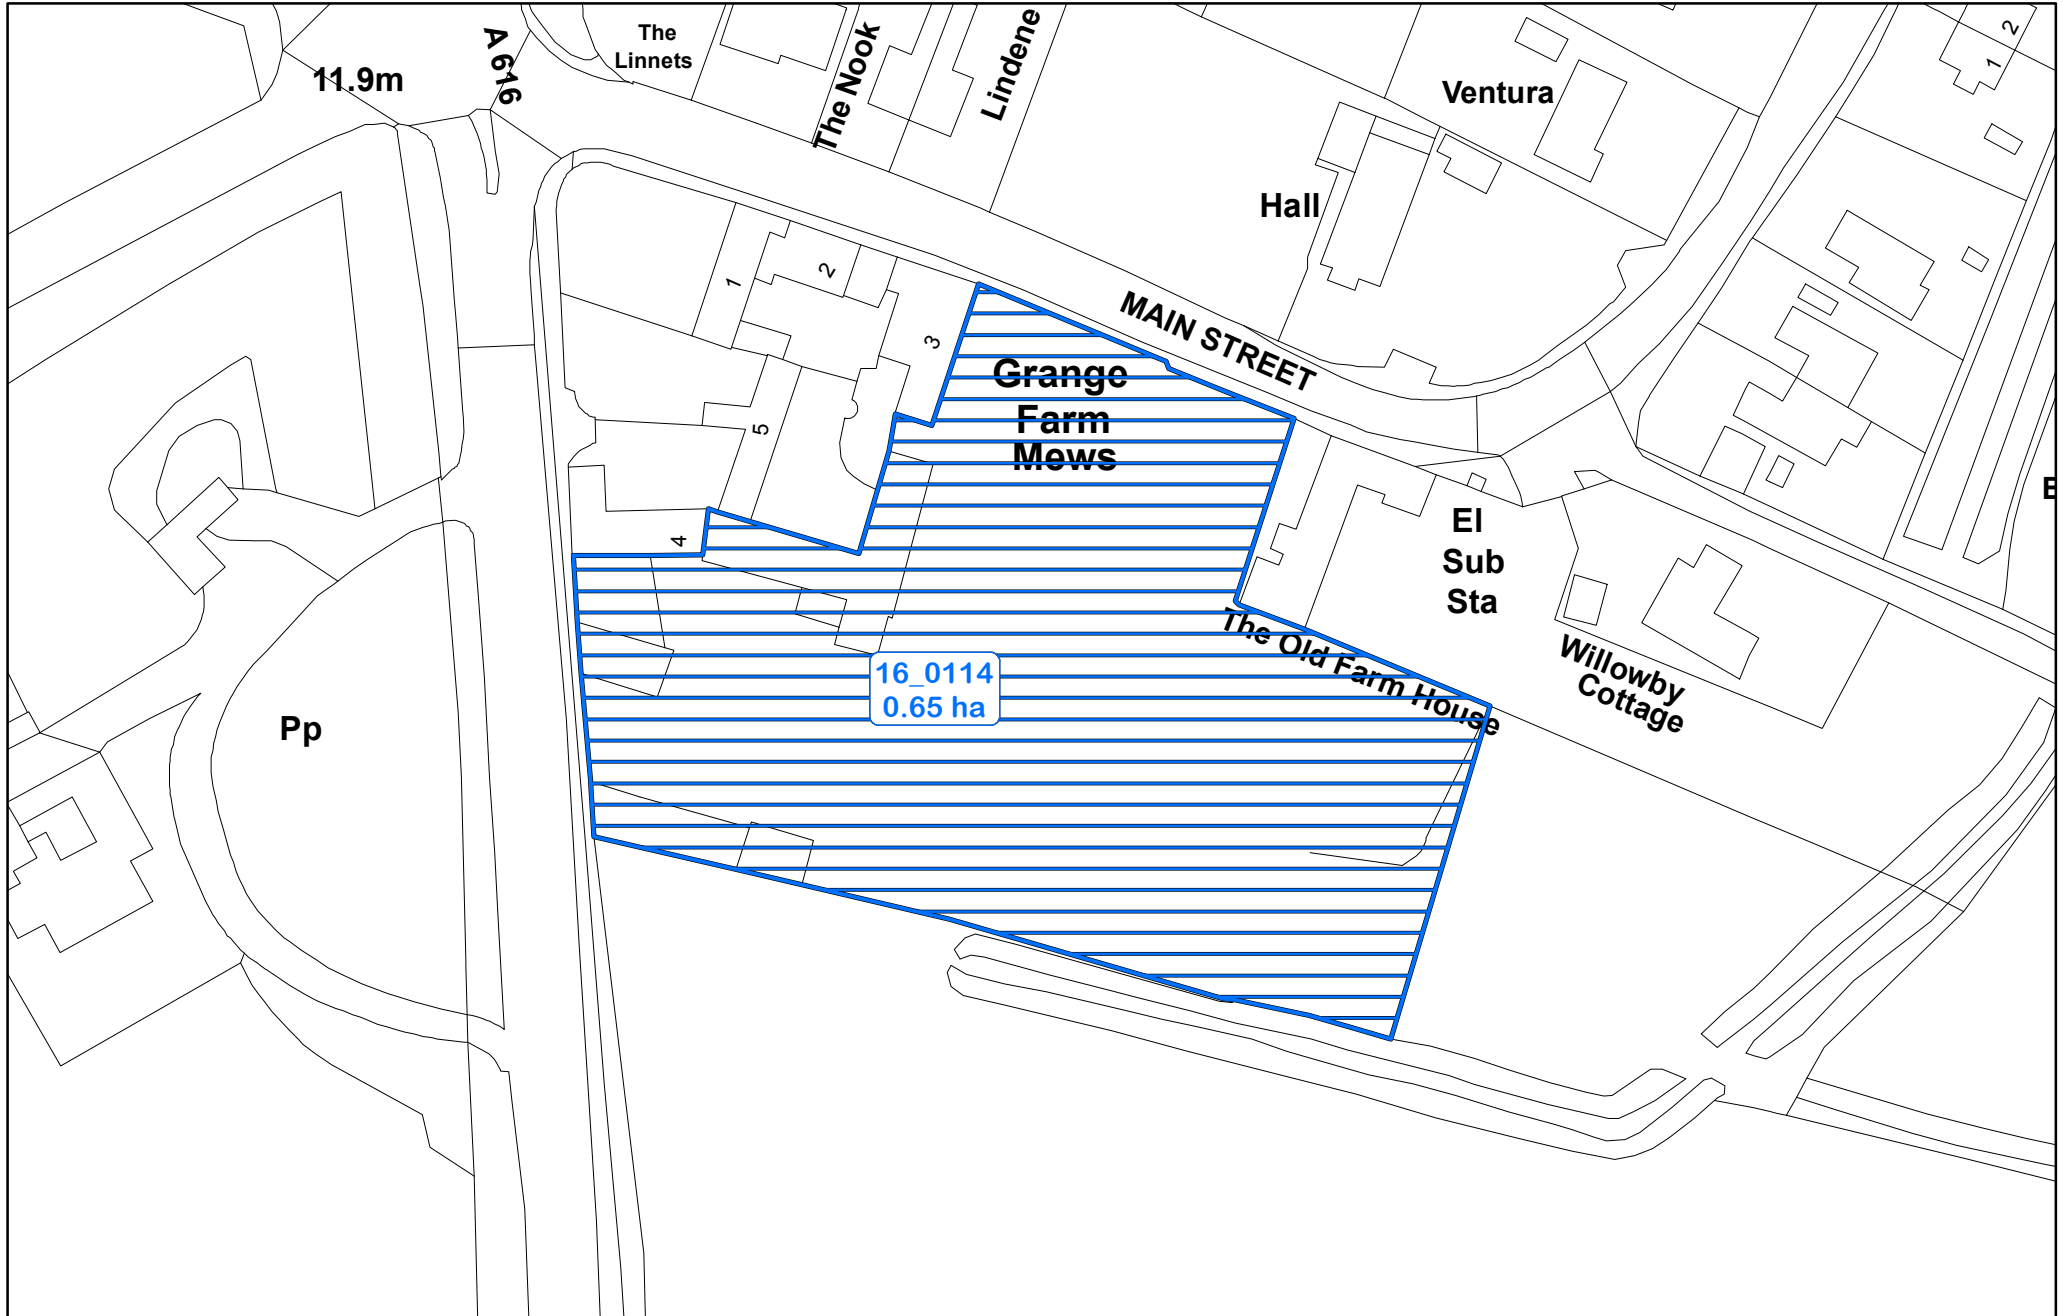 The
Linnets
A 616
11.9m
The Nook
Lindene
Ventura
2
1
Hall
1
2
3
MAIN STREET
Grange
Farm
Mews
5
4
El
Sub
Sta
The Old Farm House
Willowby
Cottage
16_0114
0.65 ha
Pp